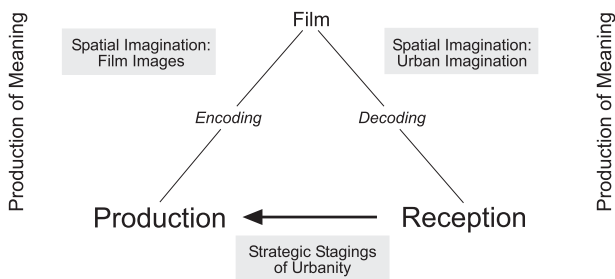 Film
Production of Meaning
Spatial Imagination:
Film Images
Spatial Imagination:
Urban Imagination
Production of Meaning
Encoding
Decoding
Production
Reception
Strategic Stagings
of Urbanity